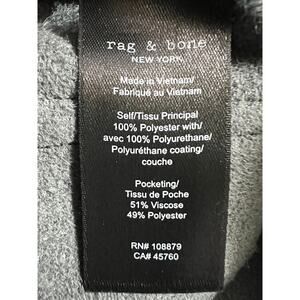 rag & bone
NEW YORK
Made in Vietnam/
Fabriqué au Vietnam
Self/Tissu Principal
100% Polyester with/
avec 100% Polyurethane/
Polyuréthane coating/
couche
Pocketing/
Tissu de Poche
51% Viscose
49% Polyester
RN# 108879
CA# 45760